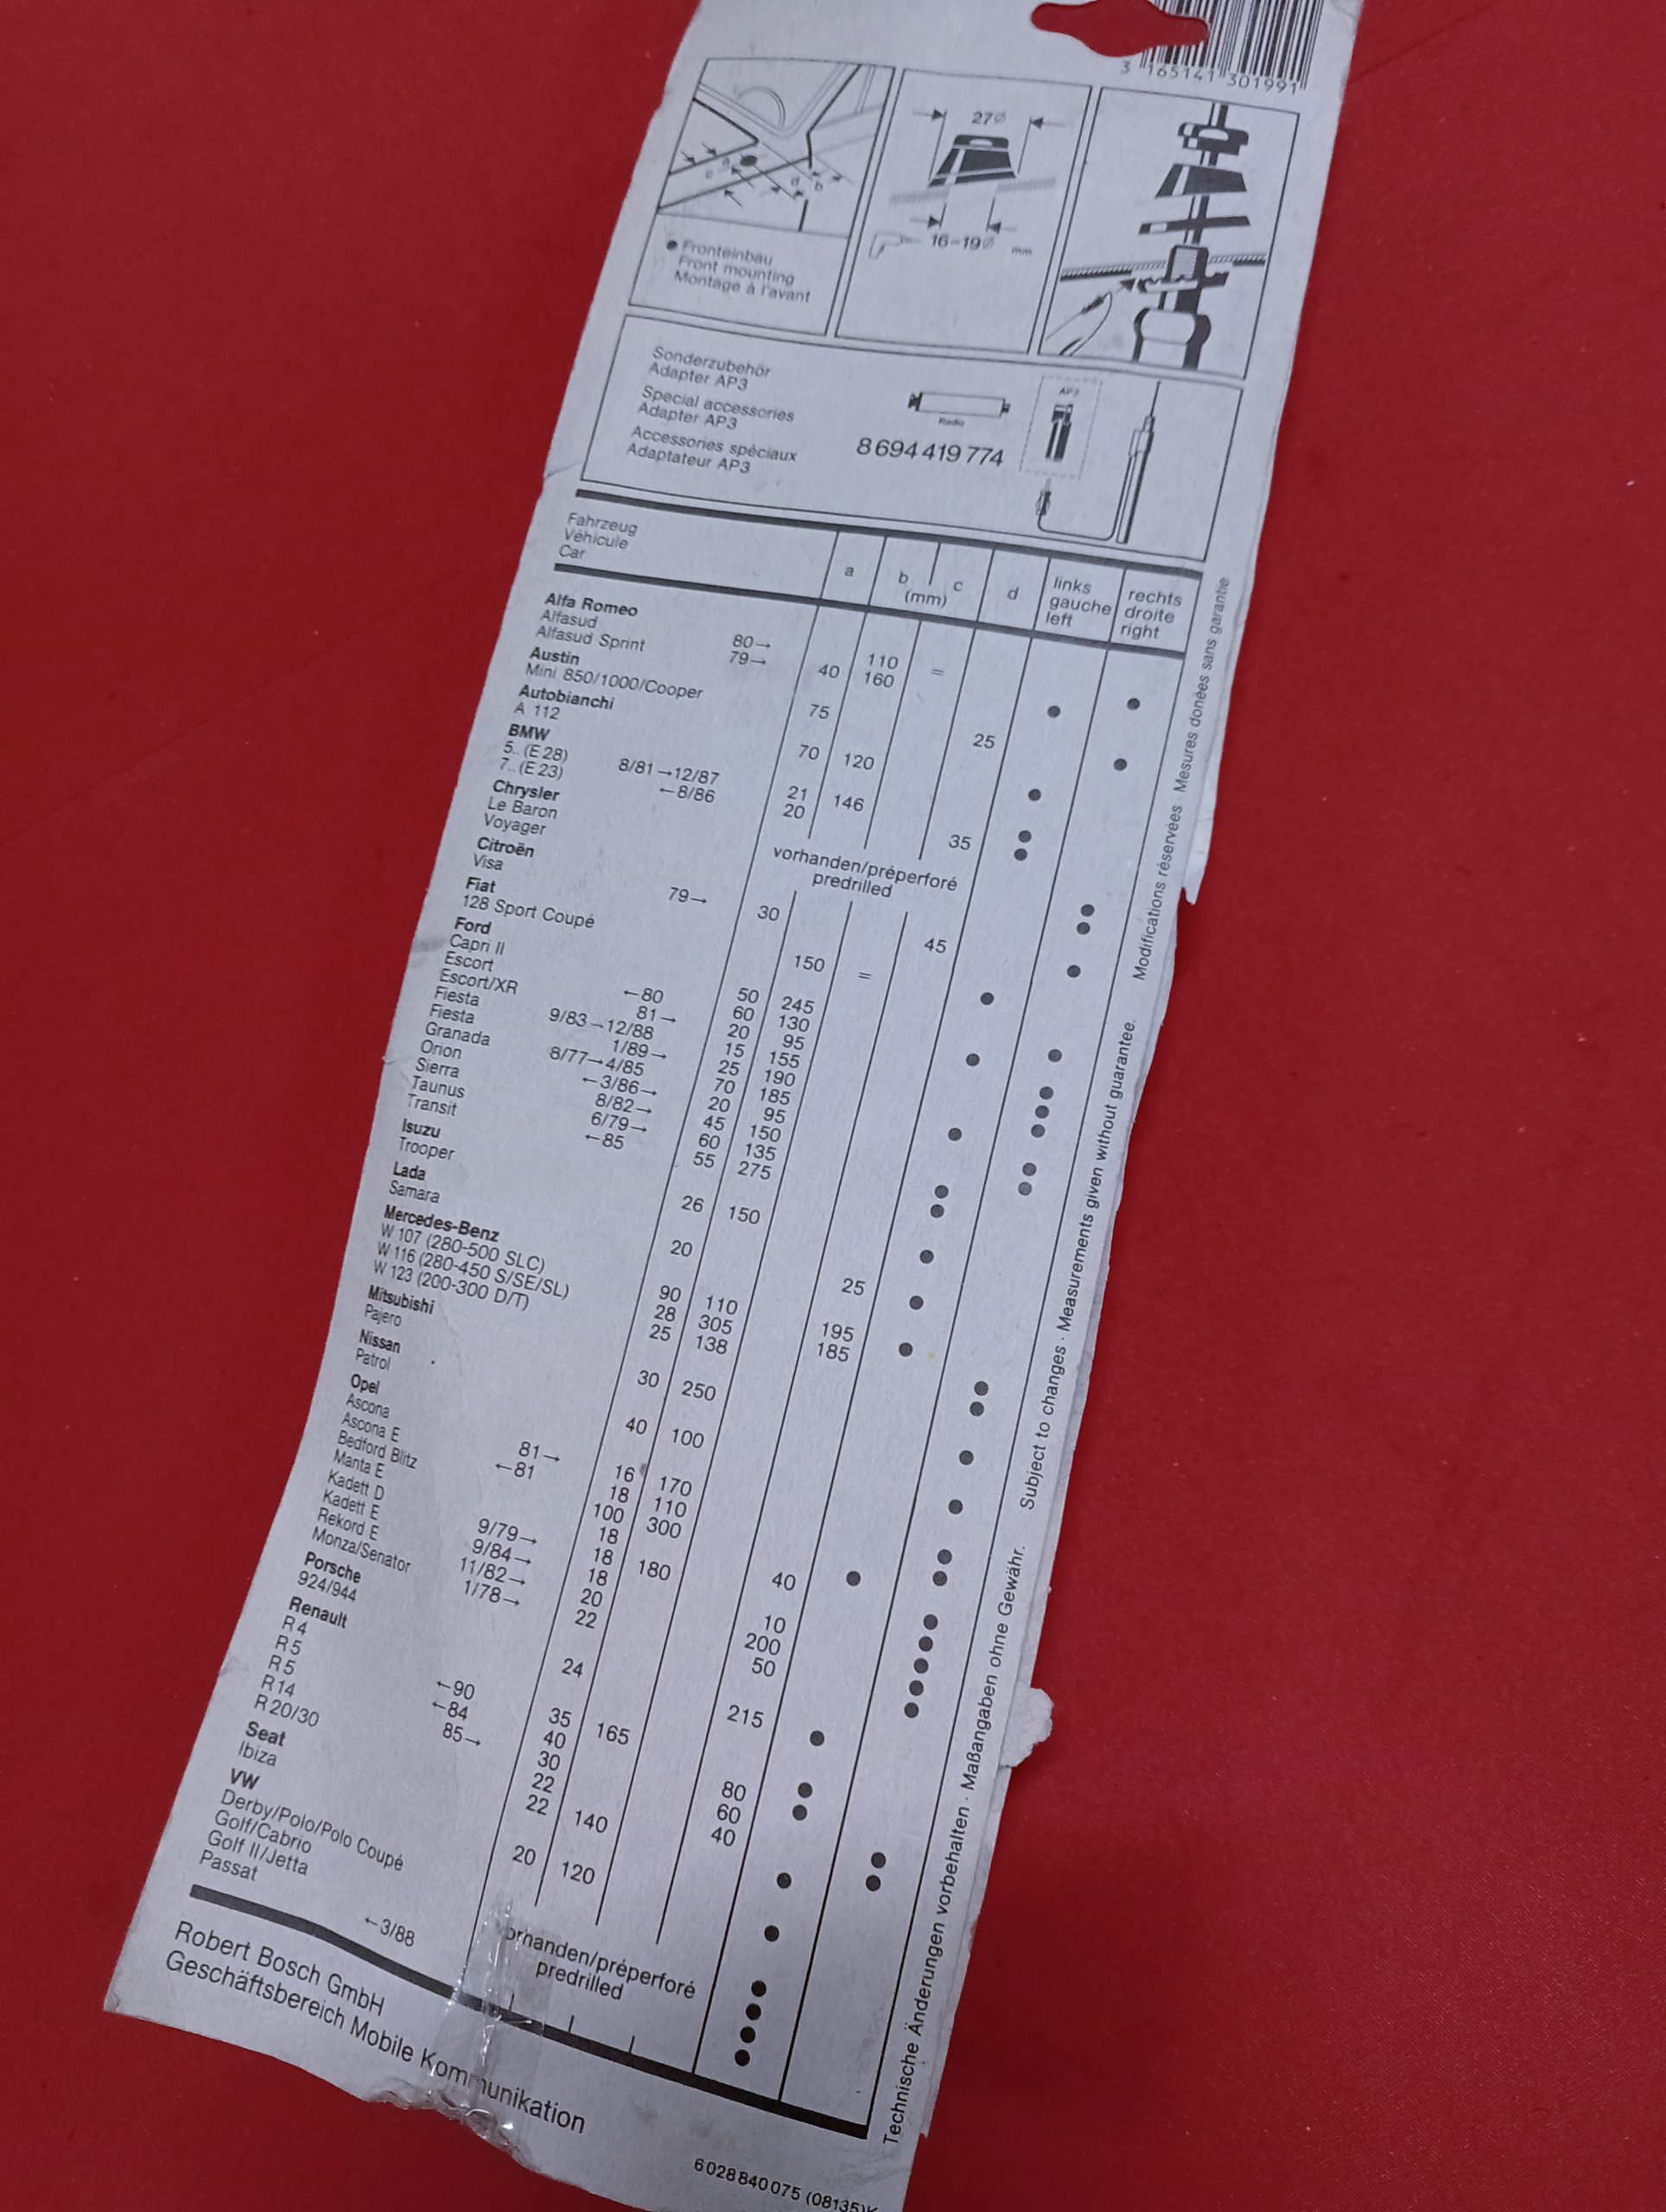 3 165141 301991
27∅
a
c
d
b
16-19∅ mm
Fronteinbau
Front mounting
Montage à l'avant
Sonderzubehör
Adapter AP3
Special accessories
Adapter AP3
Accessories spéciaux
Adaptateur AP3
Radio
8 694 419 774
AP3
Fahrzeug
Véhicule
Car
a b c d
(mm)
links
gauche
left
rechts
droite
right
Alfa Romeo
Alfasud 80→ 110 =
Alfasud Sprint 79→ 40 160
Austin
Mini 850/1000/Cooper 75 25
Autobianchi
A 112 70 120
BMW
5.. (E 28) 8/81→12/87 21 146
7.. (E 23) ←8/86 20 35
Chrysler
Le Baron vorhanden/préperforé
Voyager predrilled
Citroën
Visa 79→ 30 45
Fiat
128 Sport Coupé 150 =
Ford
Capri II 50 245
Escort ←80 60 130
Escort/XR 81→ 20 95
Fiesta 9/83→12/88 15 155
Fiesta 1/89→ 25 190
Granada 8/77→4/85 70 185
Orion ←3/86→ 20 95
Sierra 8/82→ 45 150
Taunus 6/79→ 60 135
Transit ←85 55 275
Isuzu
Trooper 26 150
Lada
Samara 20 25
Mercedes-Benz
W 107 (280-500 SLC) 90 110 195
W 116 (280-450 S/SE/SL) 28 305 185
W 123 (200-300 D/T) 25 138
Mitsubishi
Pajero 30 250
Nissan
Patrol 40 100
Opel
Ascona 81→ 16 170
Ascona E ←81 18 110
Bedford Blitz 100 300
Manta E 18 40
Kadett D 9/79→ 18 180
Kadett E 9/84→ 18 10
Rekord E 11/82→ 20 200
Monza/Senator 1/78→ 22 50
Porsche
924/944 24 215
Renault
R 4 ←90 35 165
R 5 ←84 40 80
R 5 85→ 30 60
R 14 22 40
R 20/30 22 140
Seat
Ibiza 20 120
VW
Derby/Polo/Polo Coupé
Golf/Cabrio vorhanden/préperforé
Golf II/Jetta predrilled
Passat ←3/88
Robert Bosch GmbH
Geschäftsbereich Mobile Kommunikation
6 028 840 075 (08135)K
Technische Änderungen vorbehalten · Maßangaben ohne Gewähr. Subject to changes · Measurements given without guarantee. Modifications réservées · Mesures donées sans garantie